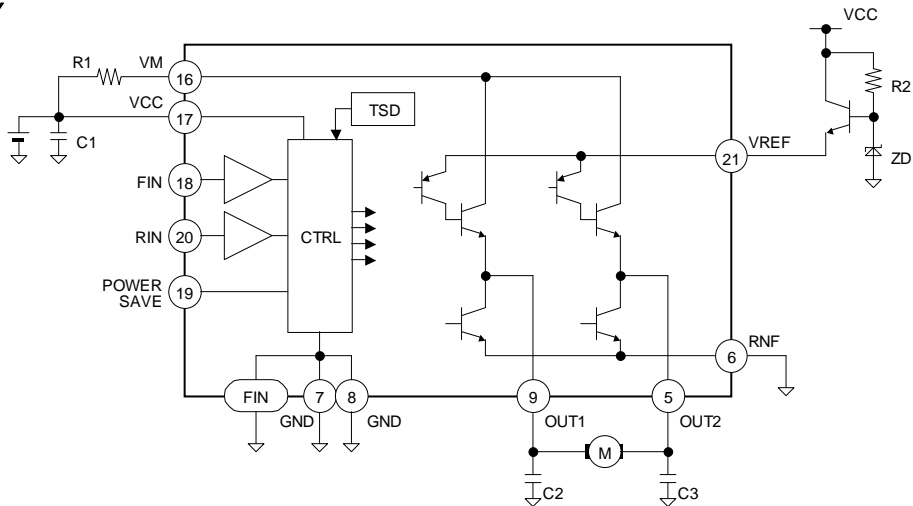 VCC
R1
VM
16
R2
VCC
17
TSD
C1
VREF
21
ZD
FIN
18
RIN
20
CTRL
POWER
SAVE
19
RNF
6
FIN
7
8
9
5
GND
GND
OUT1
OUT2
M
C2
C3